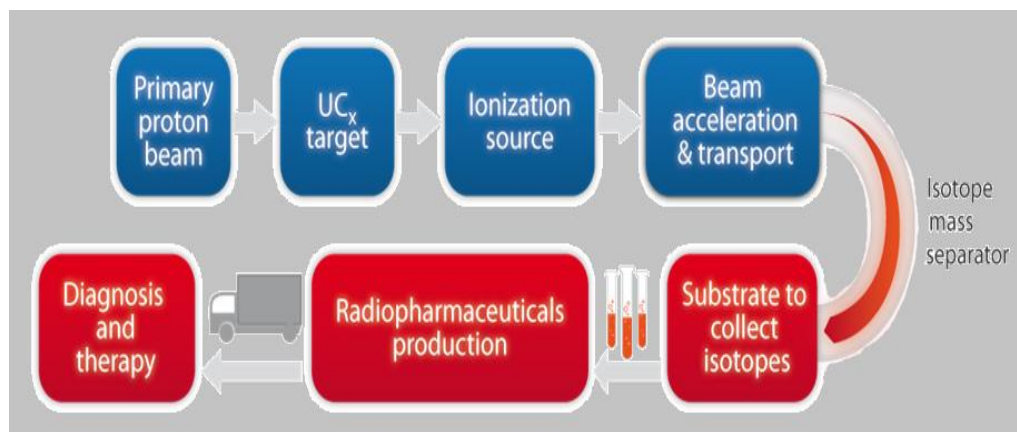 Primary
proton
beam
UCx
target
Ionization
source
Beam
acceleration
& transport
Isotope
mass
separator
Diagnosis
and
therapy
Radiopharmaceuticals
production
Substrate to
collect
isotopes